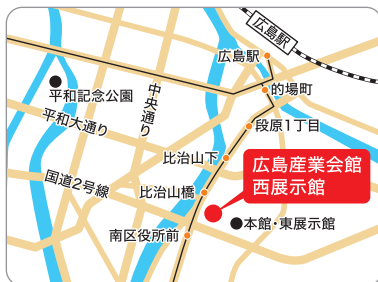 広島駅
広島駅
的場町
平和記念公園
中央通り
平和大通り
段原1丁目
比治山下
広島産業会館
西展示館
国道2号線
比治山橋
本館・東展示館
南区役所前